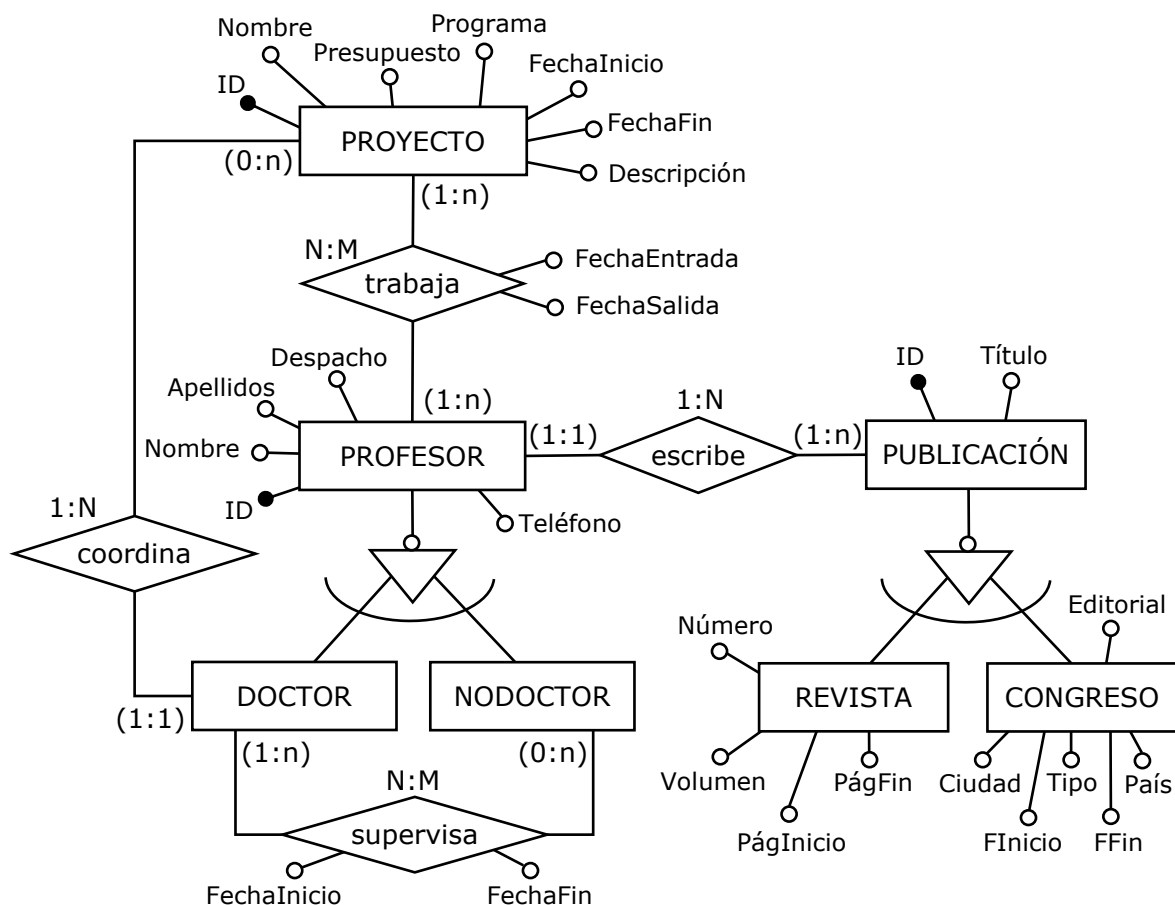 Programa
Nombre
Presupuesto
FechaInicio
ID
FechaFin
PROYECTO
Descripción
(0:n)
(1:n)
N:M
trabaja
FechaEntrada
FechaSalida
Despacho
Apellidos
(1:n)
Nombre
PROFESOR
ID
Teléfono
(1:1)
1:N
escribe
(1:n)
ID
Título
PUBLICACIÓN
1:N
coordina
(1:1)
DOCTOR
NODOCTOR
(1:n)
(0:n)
N:M
supervisa
FechaInicio
FechaFin
Número
REVISTA
Volumen
PágInicio
PágFin
Editorial
CONGRESO
Ciudad
Tipo
País
FInicio
FFin